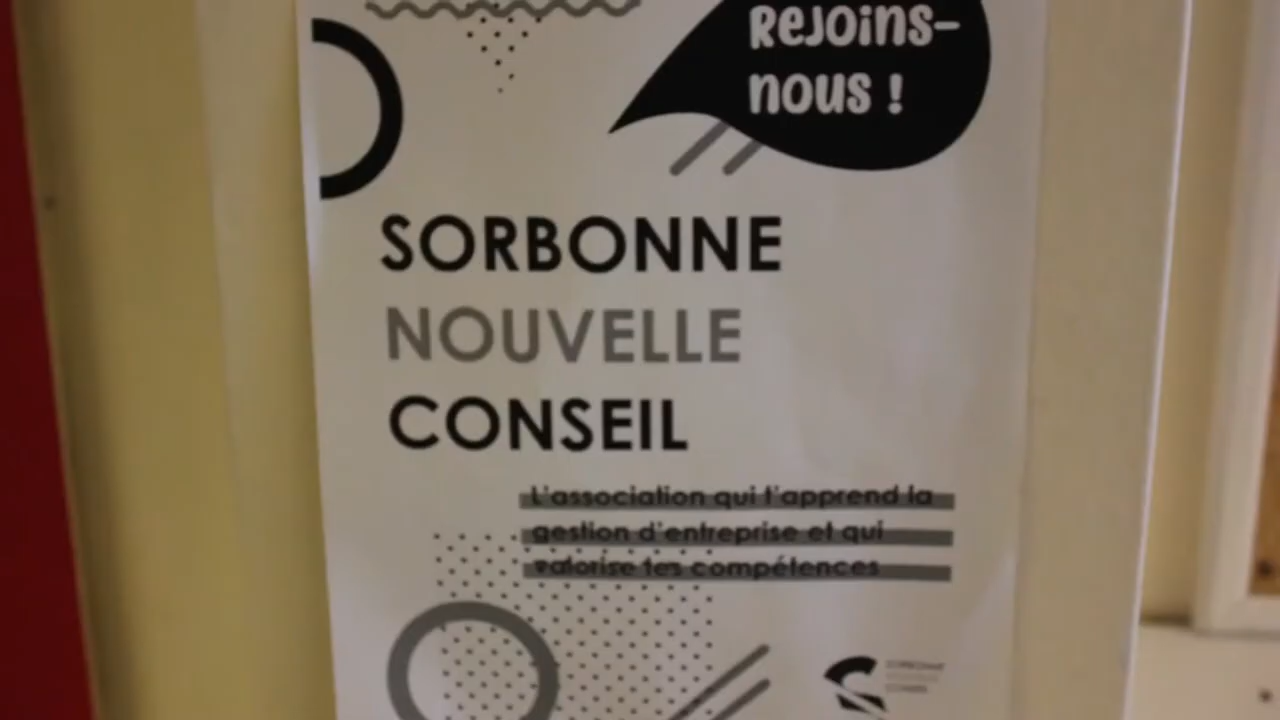 Rejoins-
nous !
SORBONNE
NOUVELLE
CONSEIL
L'association qui t'apprend la
gestion d'entreprise et qui
valorise tes compétences